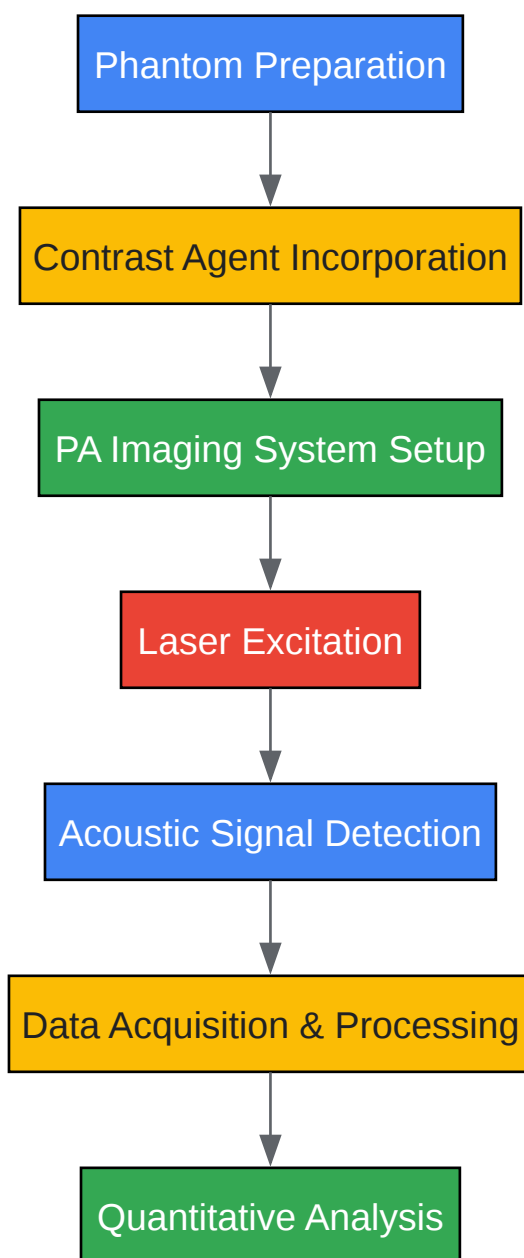 Phantom Preparation
Contrast Agent Incorporation
PA Imaging System Setup
Laser Excitation
Acoustic Signal Detection
Data Acquisition & Processing
Quantitative Analysis